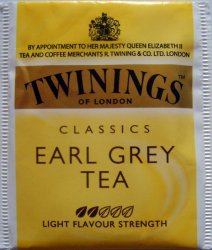 BY APPOINTMENT TO HER MAJESTY QUEEN ELIZABETH II
TEA AND COFFEE MERCHANTS R. TWINING & CO. LTD. LONDON
TWININGS™
OF LONDON
CLASSICS
EARL GREY
TEA
LIGHT FLAVOUR STRENGTH